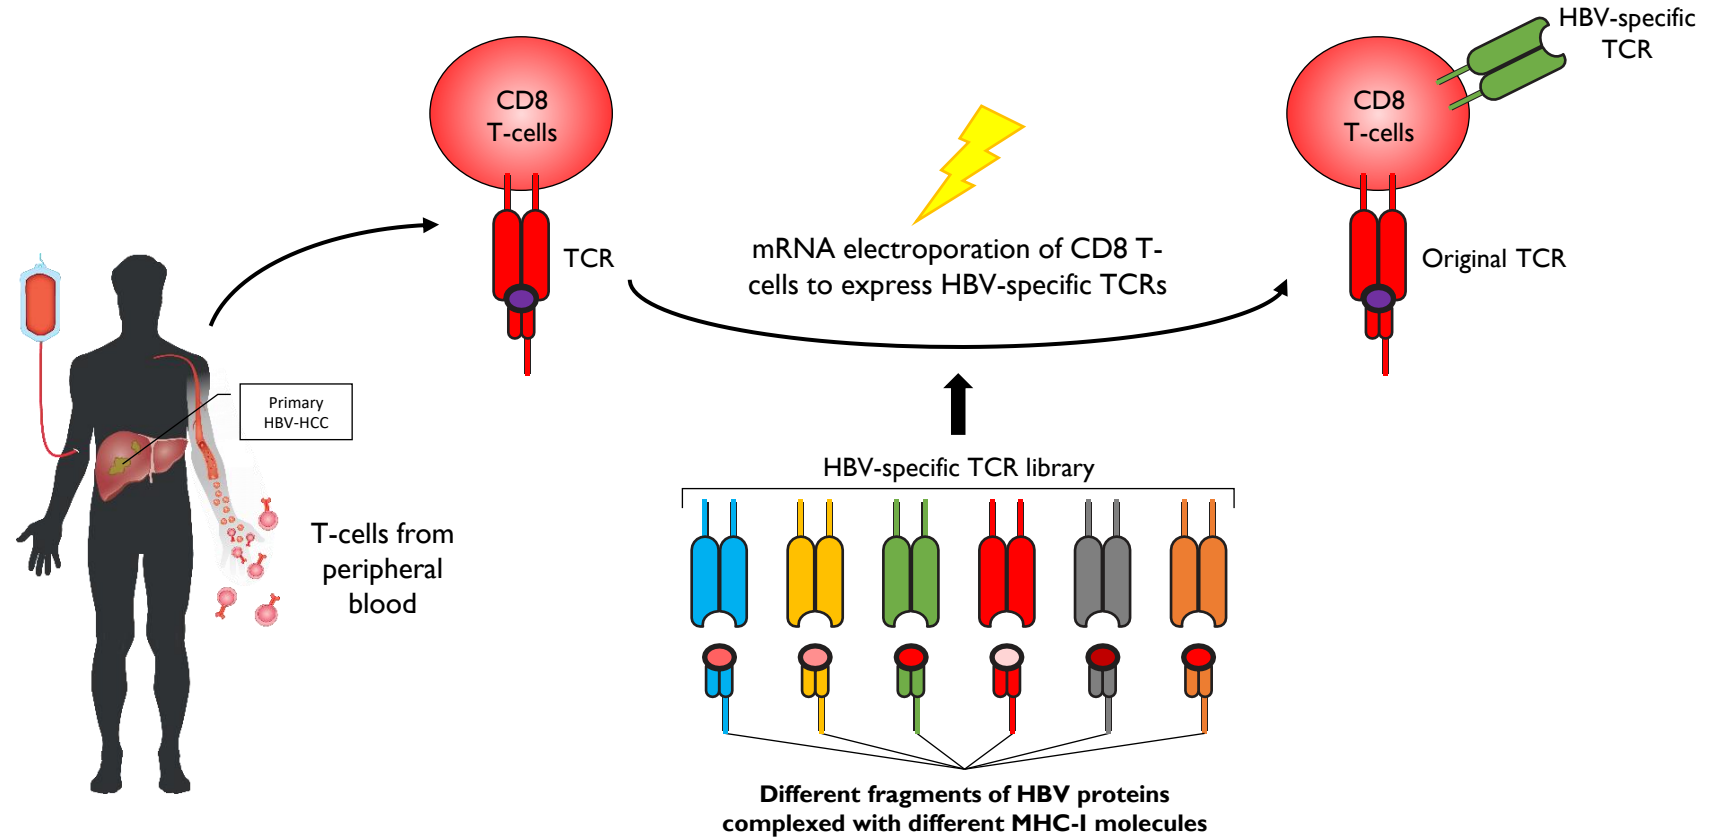 CD8
T-cells
TCR
mRNA electroporation of CD8 T-
cells to express HBV-specific TCRs
CD8
T-cells
HBV-specific
TCR
Original TCR
Primary
HBV-HCC
T-cells from
peripheral
blood
HBV-specific TCR library
Different fragments of HBV proteins
complexed with different MHC-I molecules